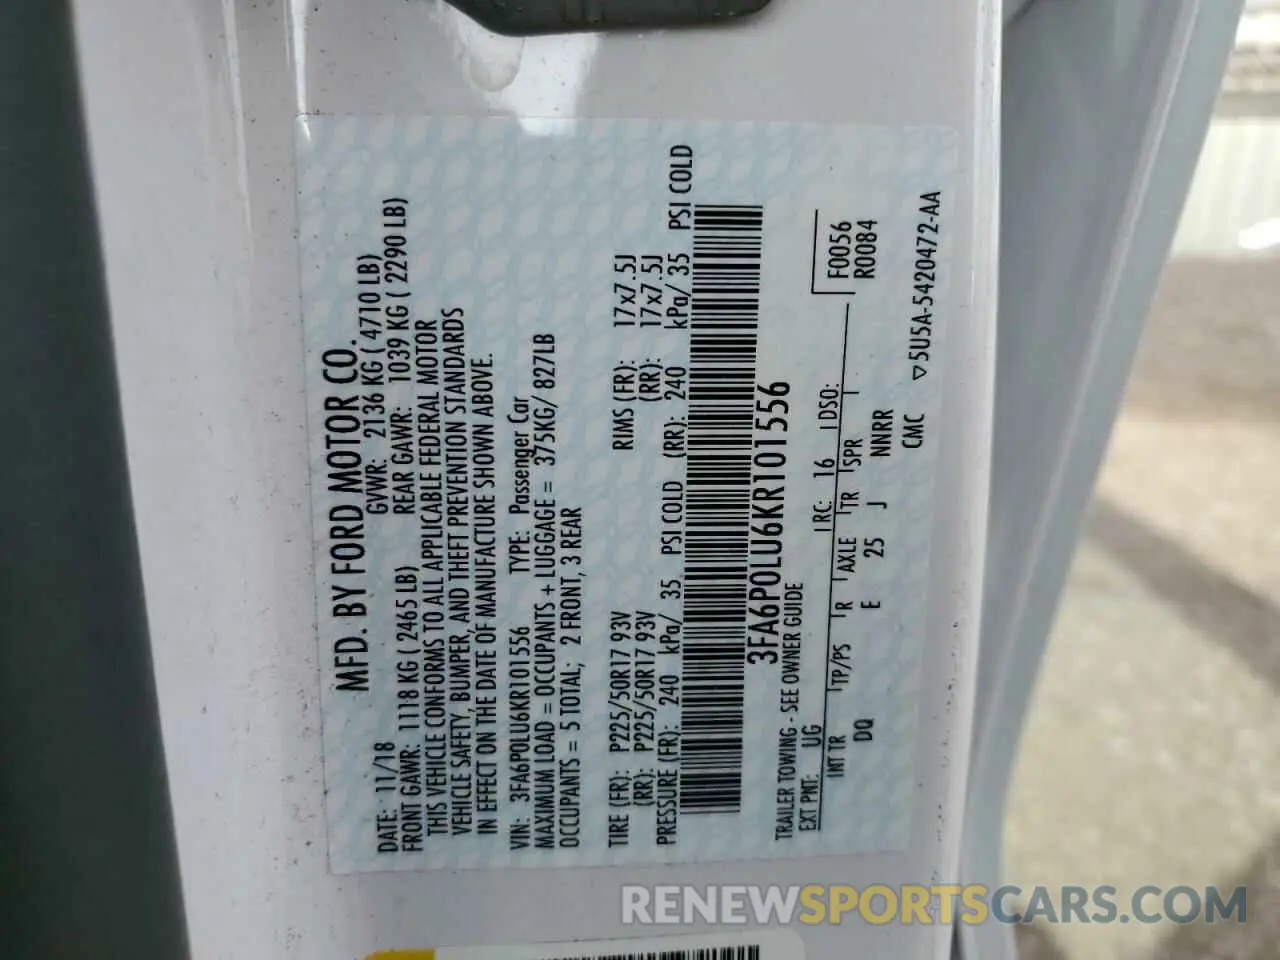 MFD. BY FORD MOTOR CO.
DATE: 11/18 GVWR: 2136 KG ( 4710 LB)
FRONT GAWR: 1118 KG ( 2465 LB) REAR GAWR: 1039 KG ( 2290 LB)
THIS VEHICLE CONFORMS TO ALL APPLICABLE FEDERAL MOTOR
VEHICLE SAFETY, BUMPER, AND THEFT PREVENTION STANDARDS
IN EFFECT ON THE DATE OF MANUFACTURE SHOWN ABOVE.
VIN: 3FA6P0LU6KR101556 TYPE: Passenger Car
MAXIMUM LOAD = OCCUPANTS + LUGGAGE = 375KG/ 827LB
OCCUPANTS = 5 TOTAL; 2 FRONT, 3 REAR
TIRE (FR): P225/50R17 93V RIMS (FR): 17x7.5J
(RR): P225/50R17 93V (RR): 17x7.5J
PRESSURE (FR): 240 kPa/ 35 PSI COLD (RR): 240 kPa/ 35 PSI COLD
3FA6P0LU6KR101556
TRAILER TOWING - SEE OWNER GUIDE
EXT PNT: UG RC: 16 DSO: F0056
INT TR TP/PS R AXLE TR SPR R0084
DQ E 25 J NNRR
CMC 5U5A-5420472-AA
RENEWSPORTSCARS.COM